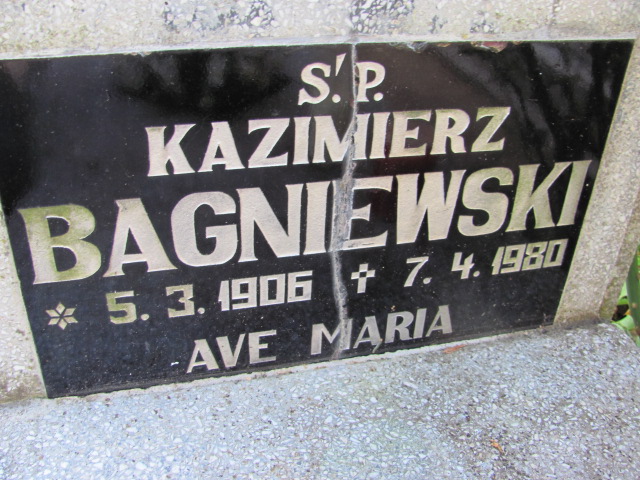 Ś.P.
KAZIMIERZ
BAGNIEWSKI
* 5.3.1906 ✝ 7.4.1980
AVE MARIA